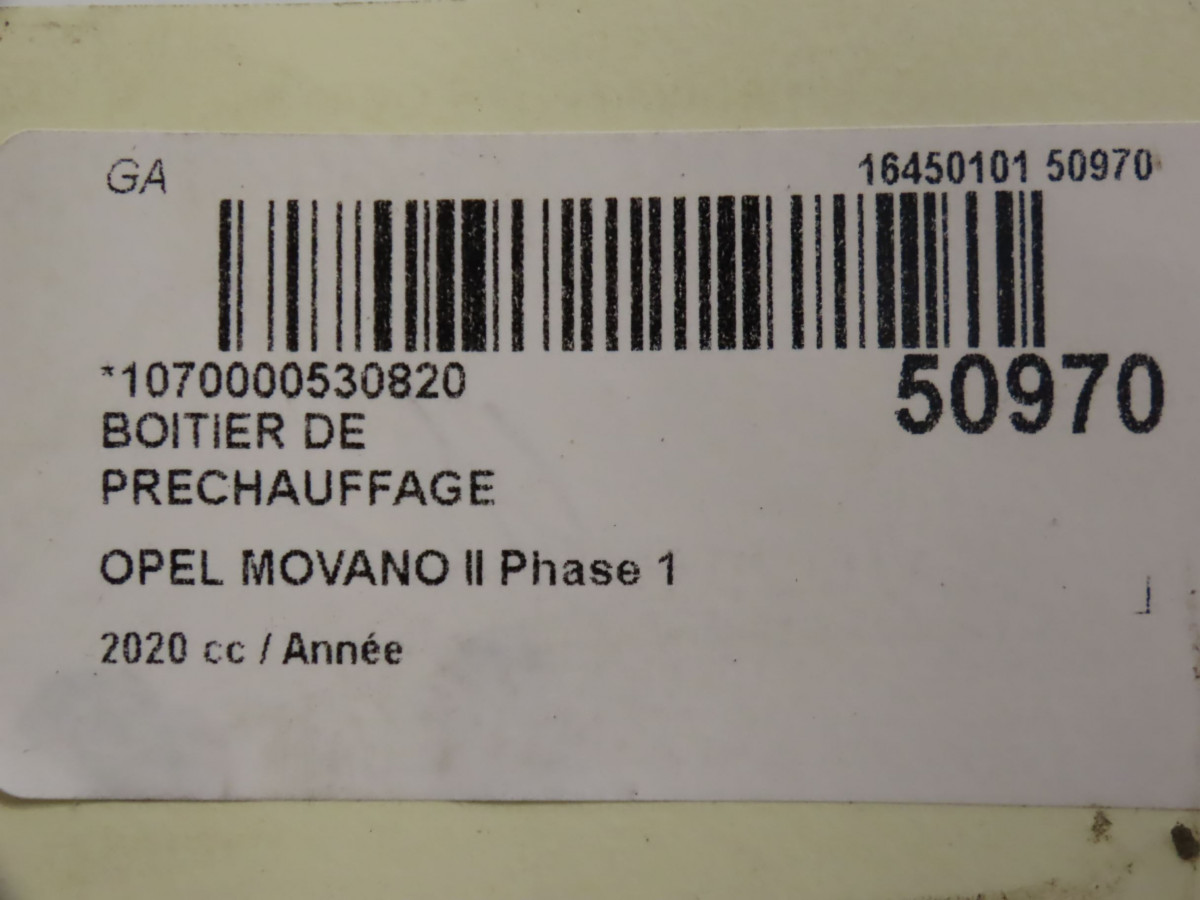 GA
16450101 50970
*1070000530820
50970
BOITIER DE
PRECHAUFFAGE
OPEL MOVANO II Phase 1
2020 cc / Année